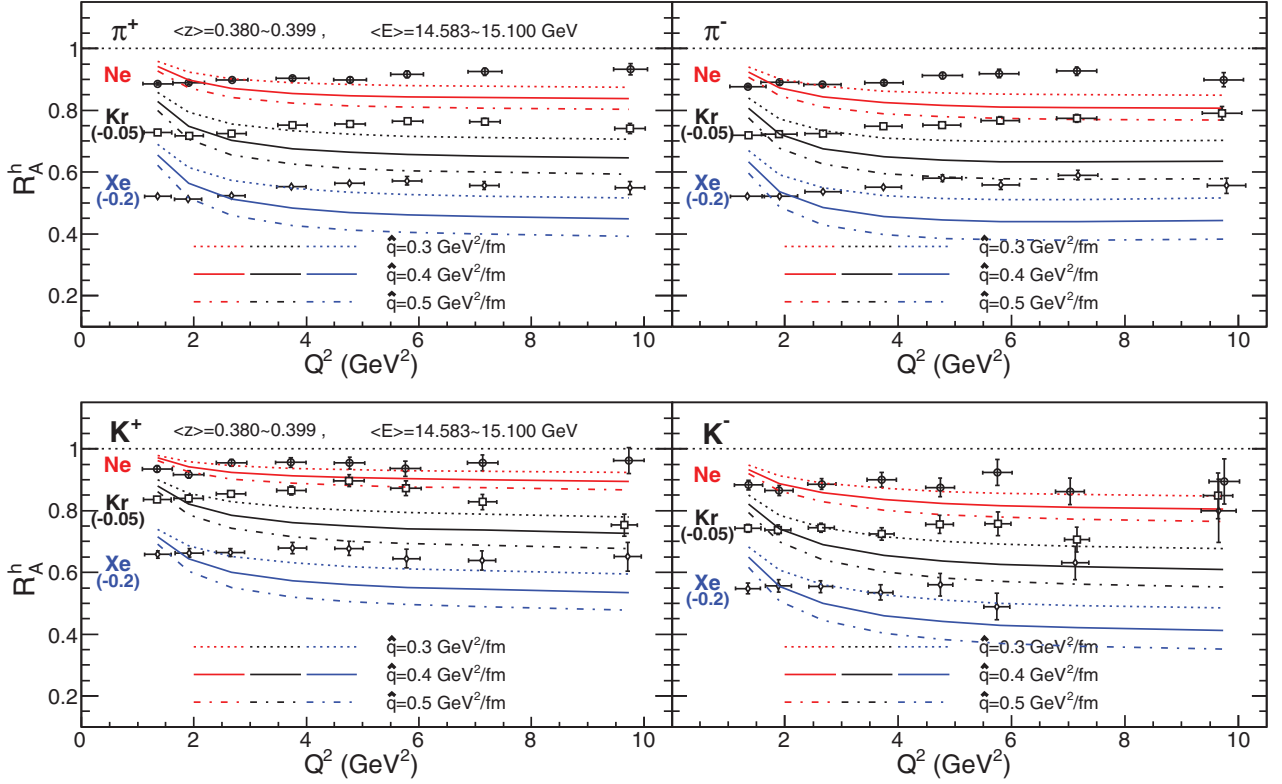 π⁺ <z>=0.380~0.399 , <E>=14.583~15.100 GeV
π⁻
1
Ne
0.8
Kr
(-0.05)
0.6
Xe
(-0.2)
0.4
0.2
R_A^h
q̂=0.3 GeV²/fm
q̂=0.4 GeV²/fm
q̂=0.5 GeV²/fm
0 2 4 6 8 10
Q² (GeV²)
Ne
Kr
(-0.05)
Xe
(-0.2)
q̂=0.3 GeV²/fm
q̂=0.4 GeV²/fm
q̂=0.5 GeV²/fm
2 4 6 8 10
Q² (GeV²)
K⁺ <z>=0.380~0.399 , <E>=14.583~15.100 GeV
K⁻
1
Ne
0.8
Kr
(-0.05)
0.6
Xe
(-0.2)
0.4
0.2
R_A^h
q̂=0.3 GeV²/fm
q̂=0.4 GeV²/fm
q̂=0.5 GeV²/fm
0 2 4 6 8 10
Q² (GeV²)
Ne
Kr
(-0.05)
Xe
(-0.2)
q̂=0.3 GeV²/fm
q̂=0.4 GeV²/fm
q̂=0.5 GeV²/fm
2 4 6 8 10
Q² (GeV²)